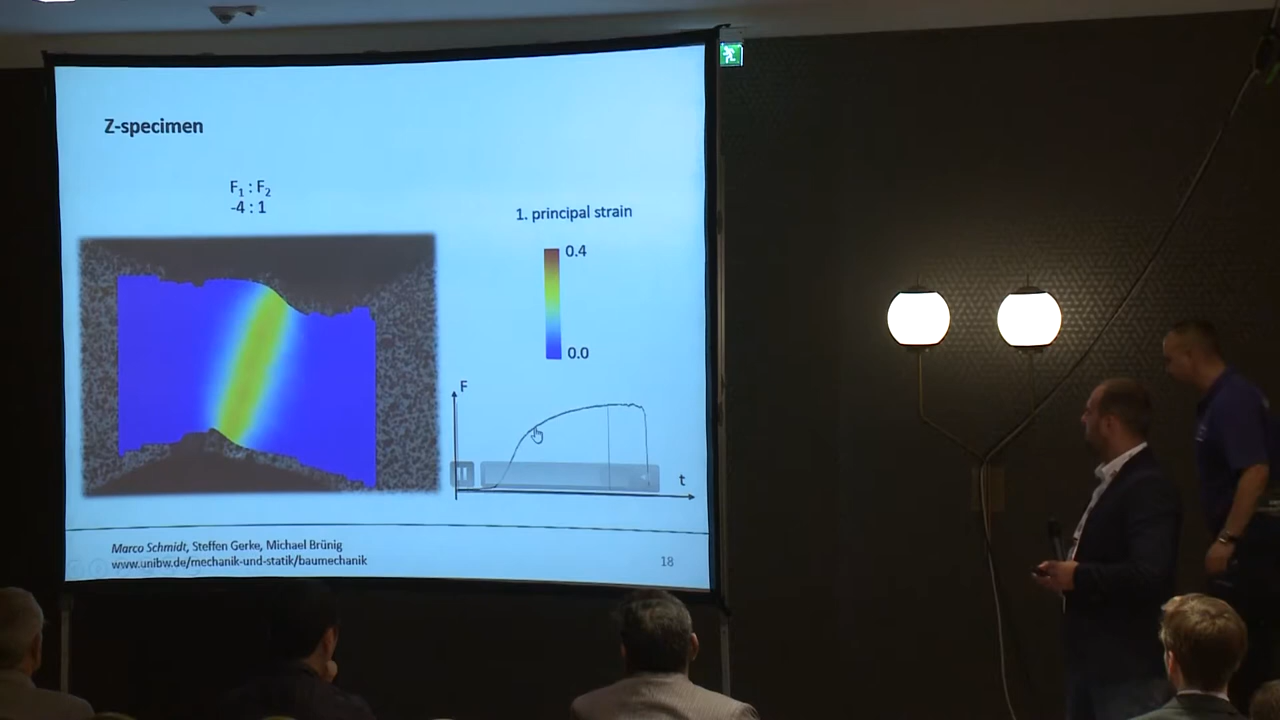 Z-specimen
F₁ : F₂
-4 : 1
1. principal strain
0.4
0.0
F
t
Marco Schmidt, Steffen Gerke, Michael Brünig
www.unibw.de/mechanik-und-statik/baumechanik
18